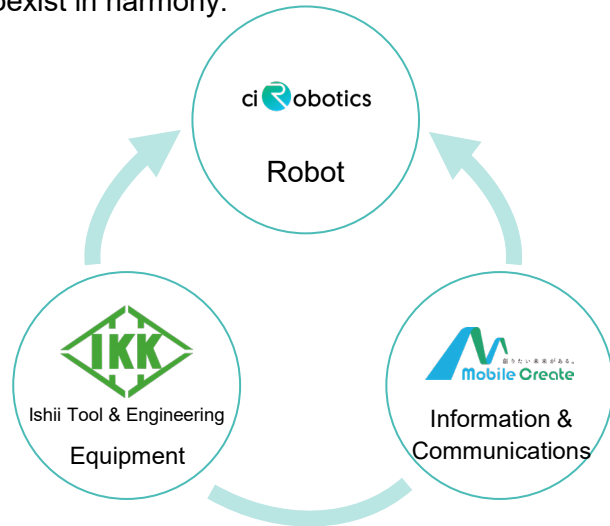 oexist in harmony.
ciRobotics
Robot
IKK
Ishii Tool & Engineering
Equipment
創りたい未来がある。
Mobile Create
Information &
Communications